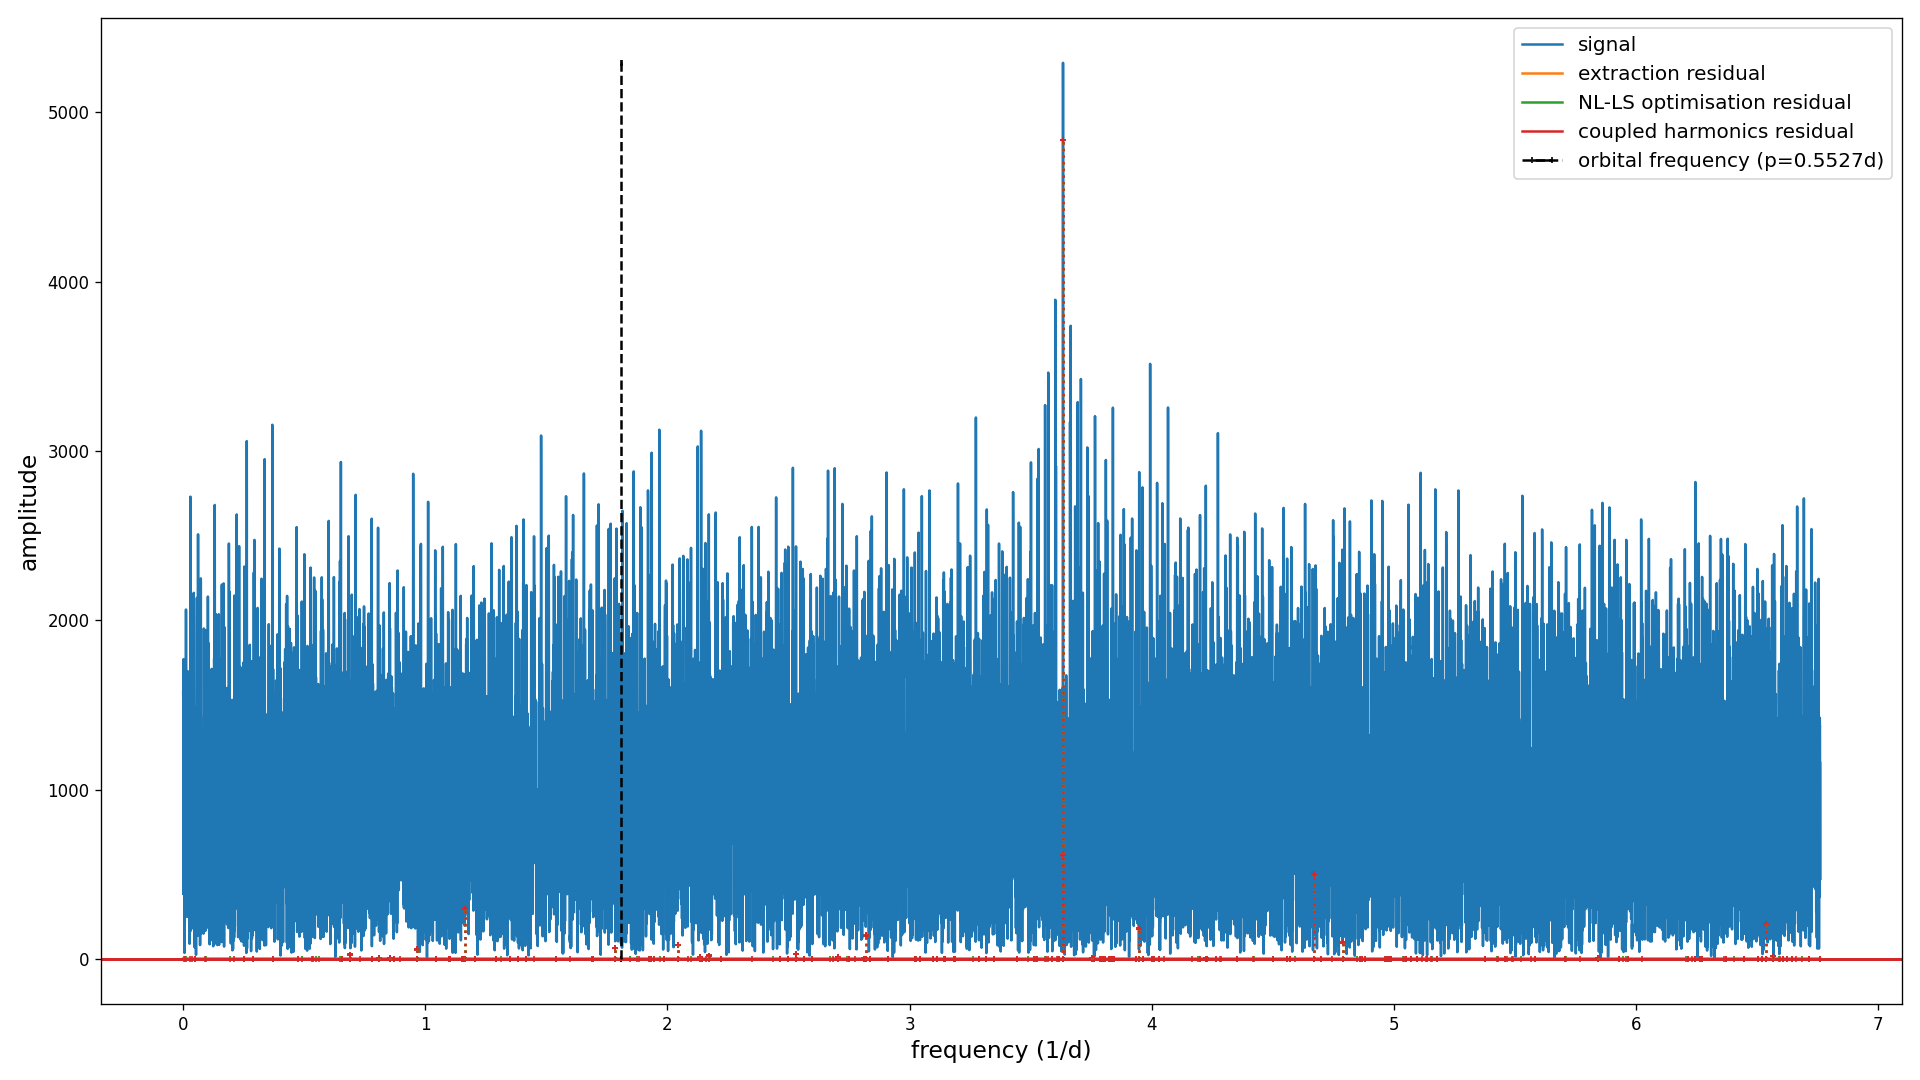 signal
extraction residual
NL-LS optimisation residual
coupled harmonics residual
orbital frequency (p=0.5527d)
amplitude
5000
4000
3000
2000
1000
0
0 1 2 3 4 5 6 7
frequency (1/d)